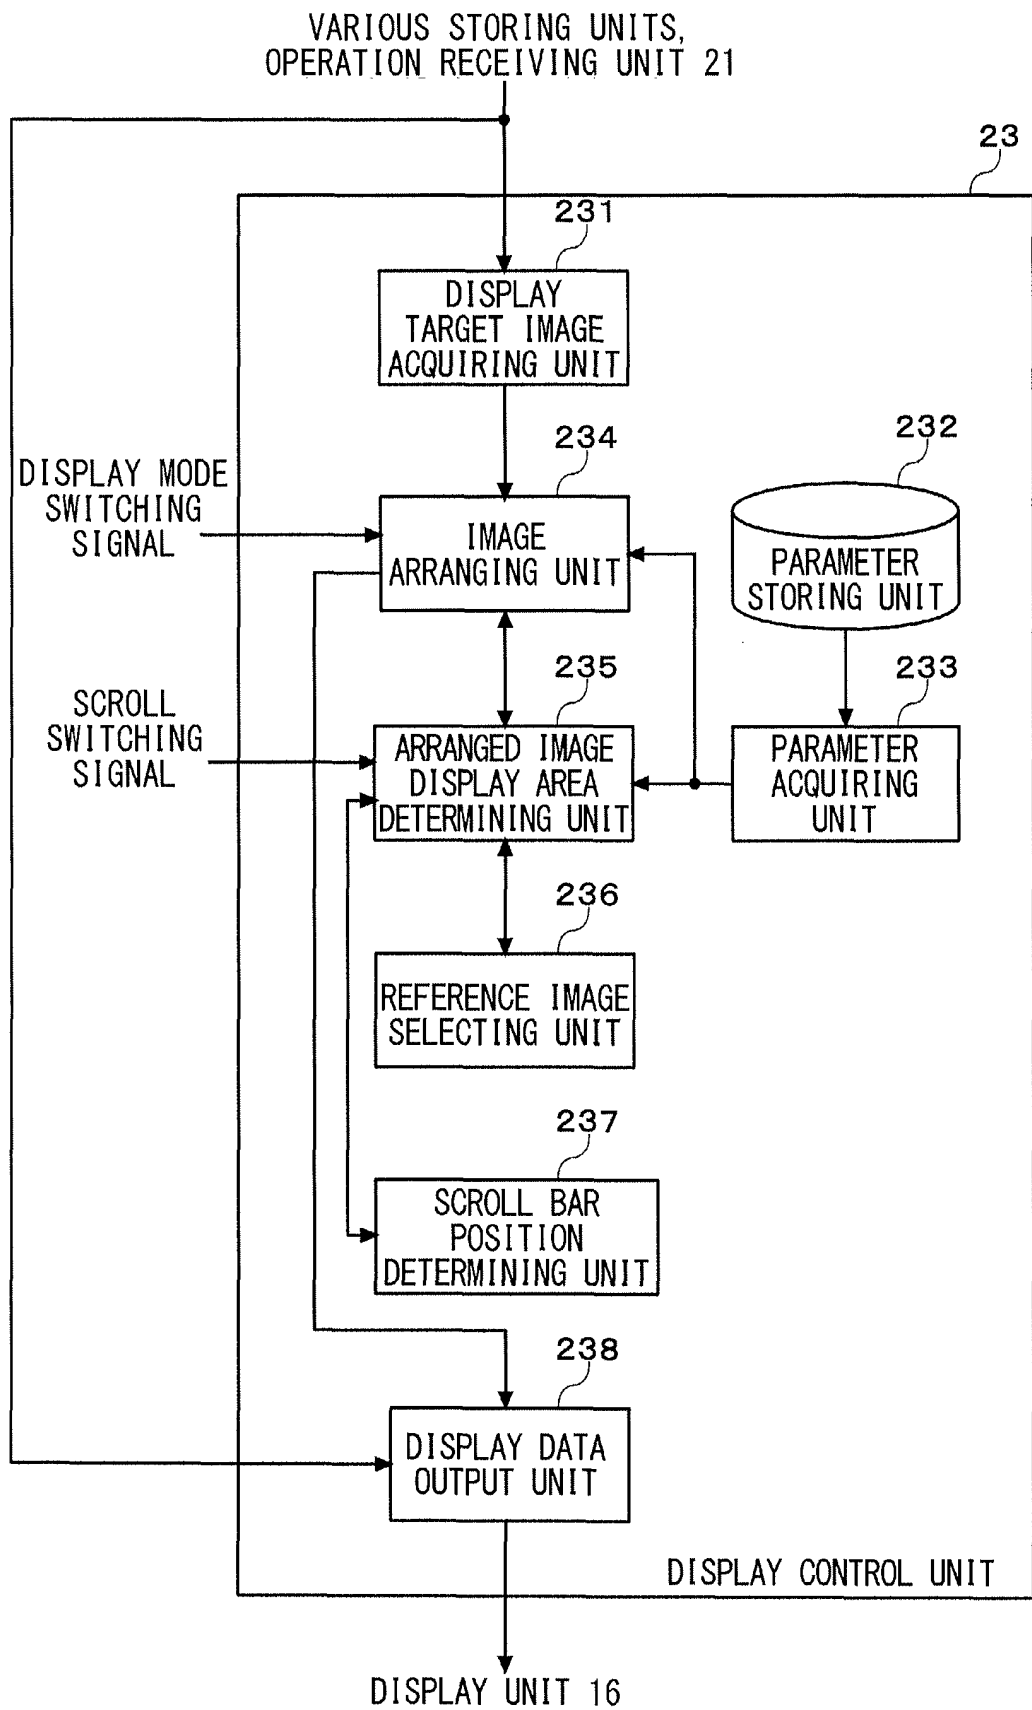 VARIOUS STORING UNITS,
OPERATION RECEIVING UNIT 21
23
231
DISPLAY
TARGET IMAGE
ACQUIRING UNIT
234
232
DISPLAY MODE
SWITCHING
SIGNAL
IMAGE
ARRANGING UNIT
PARAMETER
STORING UNIT
235
233
SCROLL
SWITCHING
SIGNAL
ARRANGED IMAGE
DISPLAY AREA
DETERMINING UNIT
PARAMETER
ACQUIRING
UNIT
236
REFERENCE IMAGE
SELECTING UNIT
237
SCROLL BAR
POSITION
DETERMINING UNIT
238
DISPLAY DATA
OUTPUT UNIT
DISPLAY CONTROL UNIT
DISPLAY UNIT 16